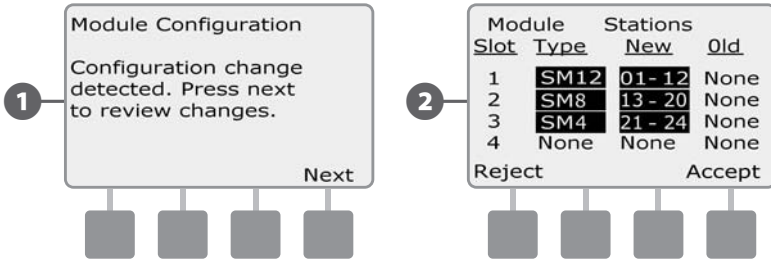 Module Configuration
Configuration change
detected. Press next
to review changes.
Next
1
Module Stations
Slot Type New Old
1 SM12 01-12 None
2 SM8 13 - 20 None
3 SM4 21 - 24 None
4 None None None
Reject Accept
2